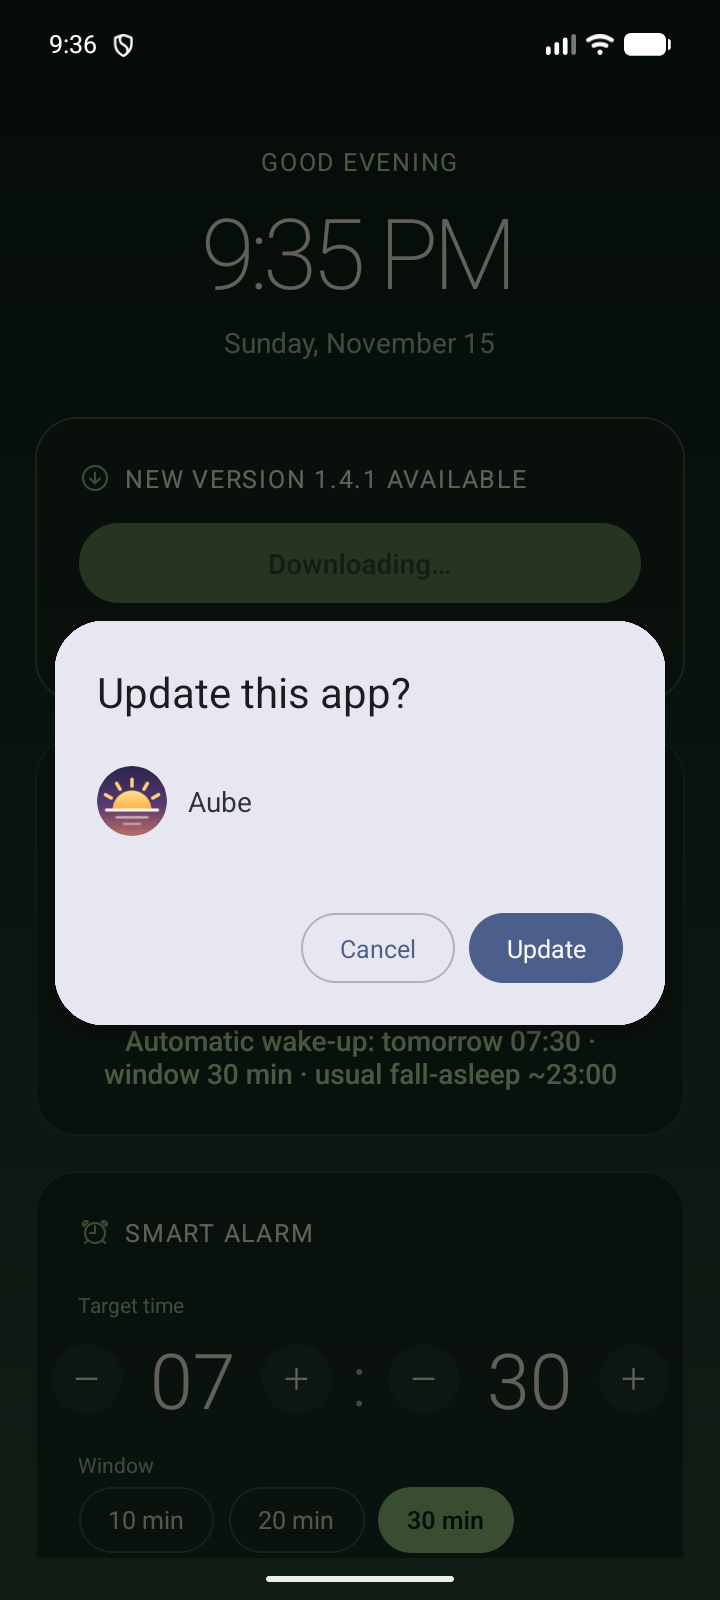 9:36
GOOD EVENING
9:35 PM
Sunday, November 15
NEW VERSION 1.4.1 AVAILABLE
Downloading…
Update this app?
Aube
Cancel
Update
Automatic wake-up: tomorrow 07:30 ·
window 30 min · usual fall-asleep ~23:00
SMART ALARM
Target time
− 07 + : − 30 +
Window
10 min
20 min
30 min